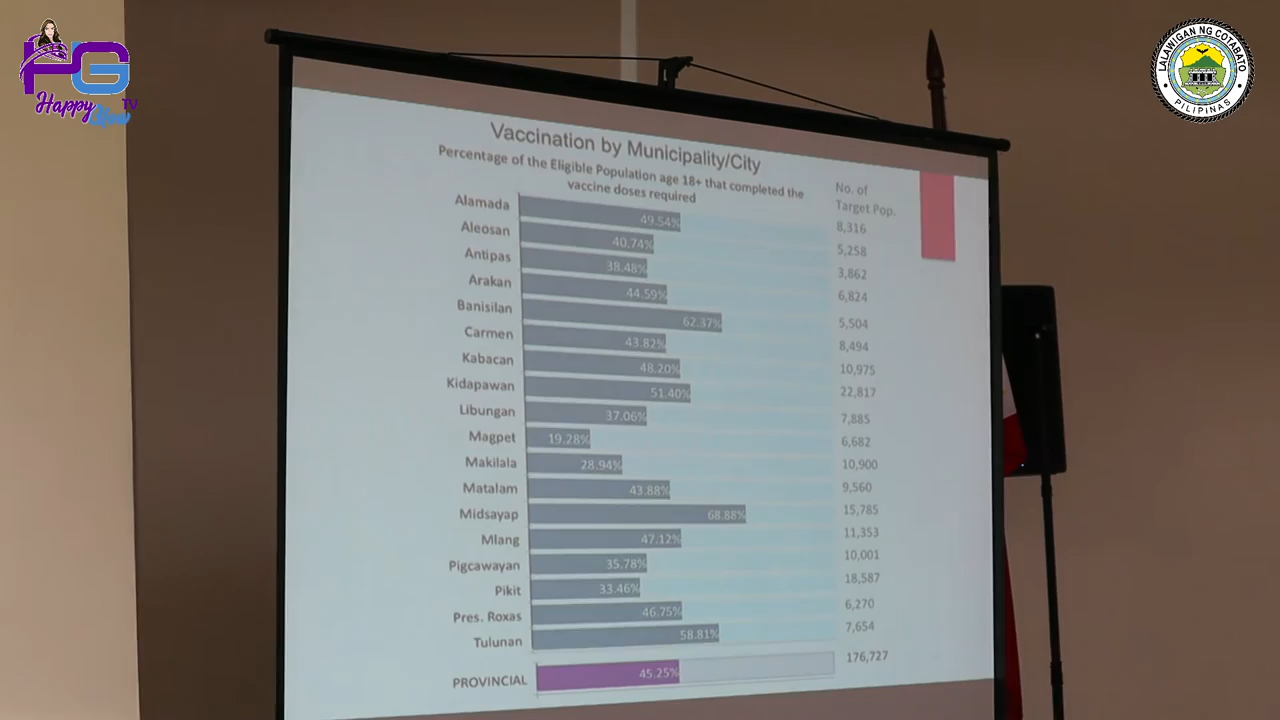 HG
Happy Now
TV
LALAWIGAN NG COTABATO
PILIPINAS
Vaccination by Municipality/City
Percentage of the Eligible Population age 18+ that completed the
vaccine doses required
No. of
Target Pop.
Alamada 49.54% 8,316
Aleosan 40.74% 5,258
Antipas 38.48% 3,862
Arakan 44.59% 6,824
Banisilan 62.37% 5,504
Carmen 43.82% 8,494
Kabacan 48.20% 10,975
Kidapawan 51.40% 22,817
Libungan 37.06% 7,885
Magpet 19.28% 6,682
Makilala 28.94% 10,900
Matalam 43.88% 9,560
Midsayap 68.88% 15,785
Mlang 47.12% 11,353
Pigcawayan 35.78% 10,001
Pikit 33.46% 18,587
Pres. Roxas 46.75% 6,270
Tulunan 58.81% 7,654
PROVINCIAL 45.25% 176,727